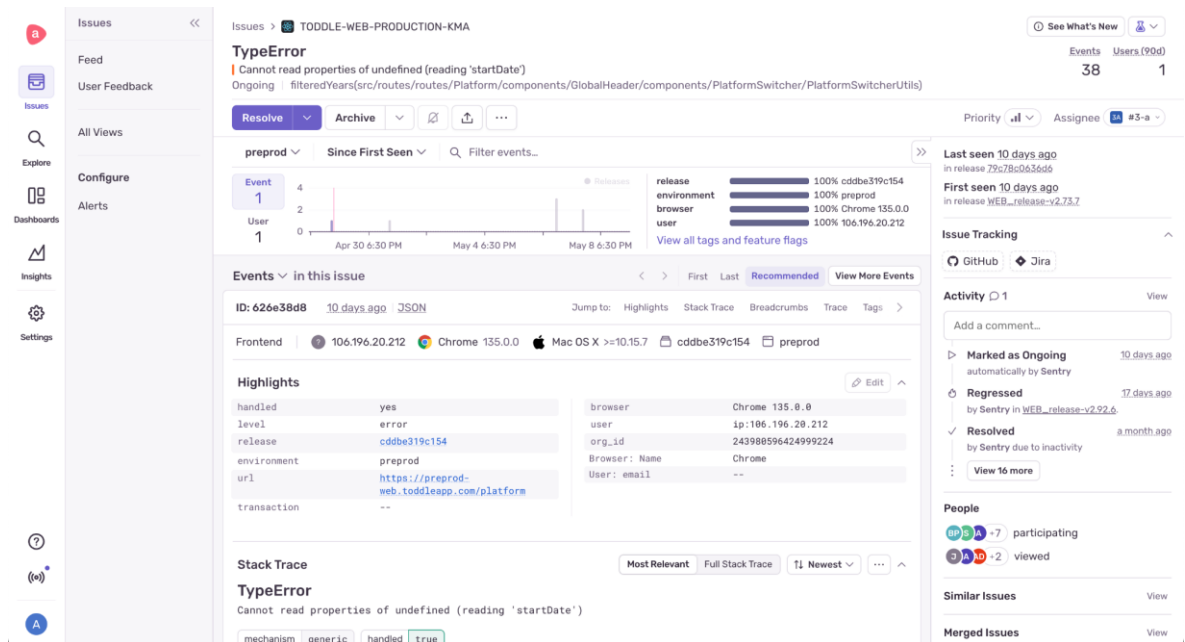 a
Issues
Explore
Dashboards
Insights
Settings
A
Issues
Feed
User Feedback
All Views
Configure
Alerts
Issues > TODDLE-WEB-PRODUCTION-KMA
See What's New
TypeError
Cannot read properties of undefined (reading 'startDate')
Ongoing filteredYears(src/routes/routes/Platform/components/GlobalHeader/components/PlatformSwitcher/PlatformSwitcherUtils)
Events Users (90d)
38 1
Resolve Archive ...
Priority Assignee 3A #3-a
preprod Since First Seen Filter events...
Event
1
User
1
4
2
0
Releases
Apr 30 6:30 PM May 4 6:30 PM May 8 6:30 PM
release 100% cddbe319c154
environment 100% preprod
browser 100% Chrome 135.0.0
user 100% 106.196.20.212
View all tags and feature flags
Events in this issue
First Last Recommended View More Events
ID: 626e38d8 10 days ago JSON
Jump to: Highlights Stack Trace Breadcrumbs Trace Tags
Frontend ? 106.196.20.212 Chrome 135.0.0 Mac OS X >=10.15.7 cddbe319c154 preprod
Highlights Edit
handled yes
level error
release cddbe319c154
environment preprod
url https://preprod-
web.toddleapp.com/platform
transaction --
browser Chrome 135.0.0
user ip:106.196.20.212
org_id 243980596424999224
Browser: Name Chrome
User: email --
Stack Trace Most Relevant Full Stack Trace Newest ...
TypeError
Cannot read properties of undefined (reading 'startDate')
mechanism generic handled true
Last seen 10 days ago
in release 79c78c0636d6
First seen 10 days ago
in release WEB_release-v2.73.7
Issue Tracking
GitHub Jira
Activity 1 View
Add a comment...
Marked as Ongoing 10 days ago
automatically by Sentry
Regressed 17 days ago
by Sentry in WEB_release-v2.92.6.
Resolved a month ago
by Sentry due to inactivity
View 16 more
People
BP S A +7 participating
J A AD +2 viewed
Similar Issues View
Merged Issues View